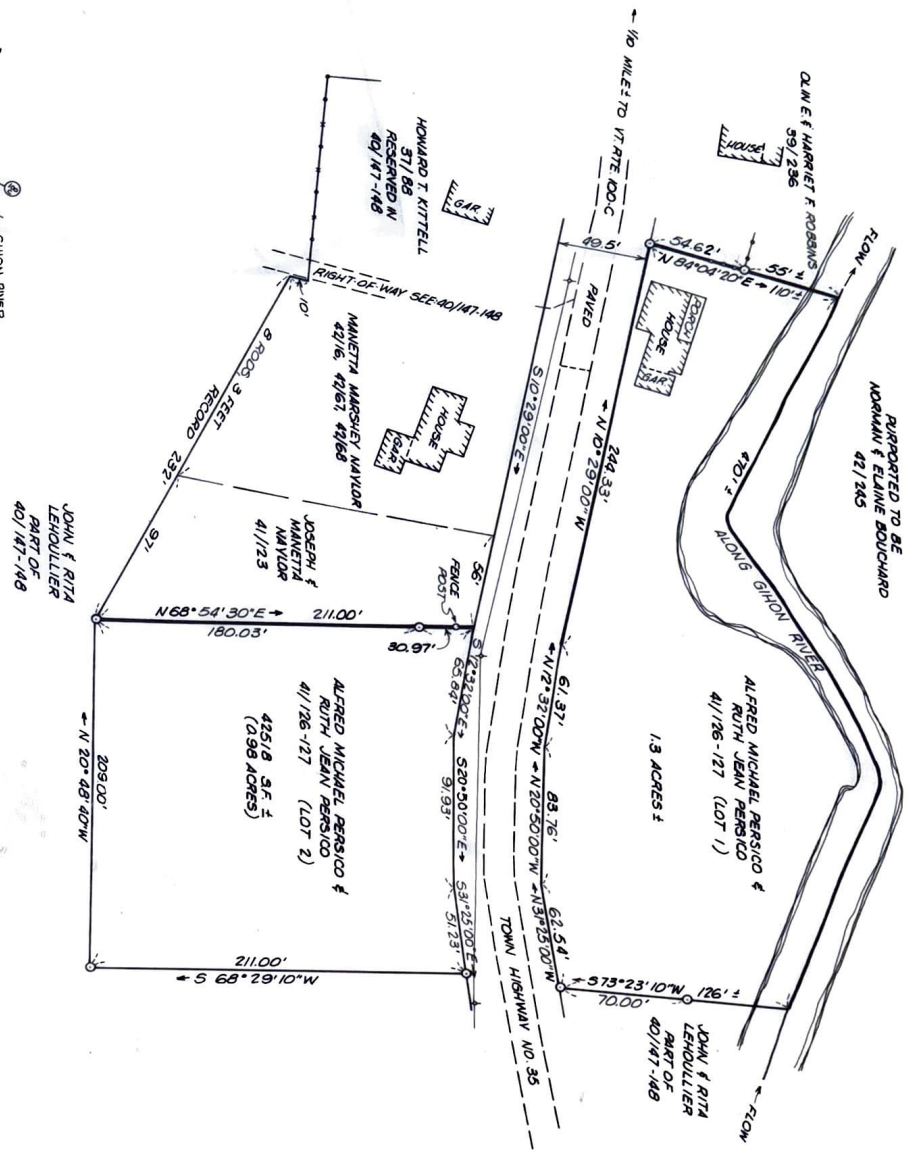 ← 1/10 MILE ± TO VT. RTE. 100-C
OLIN E. & HARRIET F. ROBBINS
39/236
HOUSE
FLOW
PURPORTED TO BE
NORMAN & ELAINE BOUCHARD
42/245
HOWARD T. KITTELL
37/88
RESERVED IN
40/147-148
GAR
49.5'
54.62'
55' ±
N 84°04'20"E → 110' ±
PORCH
HOUSE
GAR
PAVED
RIGHT-OF-WAY SEE 40/147-148
10'
8 RODS, 3 FEET
RECORD 232'
MANETTA MARSHEY NAYLOR
42/16, 42/67, 42/68
HOUSE
GAR
S 10°29'00"E →
244.33'
← N 10°29'00"W
470' ±
ALONG GIHON RIVER
JOHN & RITA
LEHOULLIER
PART OF
40/147-148
97'
JOSEPH &
MANETTA
NAYLOR
41/123
56'
FENCE
POST
N 68°54'30"E → 211.00'
180.03'
30.97'
S 12°32'00"E →
65.84'
S 20°50'00"E →
91.93'
S 31°25'00"E →
51.23'
61.37'
← N 12°32'00"W
83.76'
← N 20°50'00"W
62.54'
← N 31°25'00"W
ALFRED MICHAEL PERSICO &
RUTH JEAN PERSICO
41/126-127 (LOT 1)
1.3 ACRES ±
ALFRED MICHAEL PERSICO &
RUTH JEAN PERSICO
41/126-127 (LOT 2)
42518 S.F. ±
(0.98 ACRES)
209.00'
← N 20°48'40"W
211.00'
← S 68°29'10"W
TOWN HIGHWAY NO. 35
← S 73°23'10"W 126' ±
70.00'
JOHN & RITA
LEHOULLIER
PART OF
40/147-148
← FLOW
GIHON RIVER